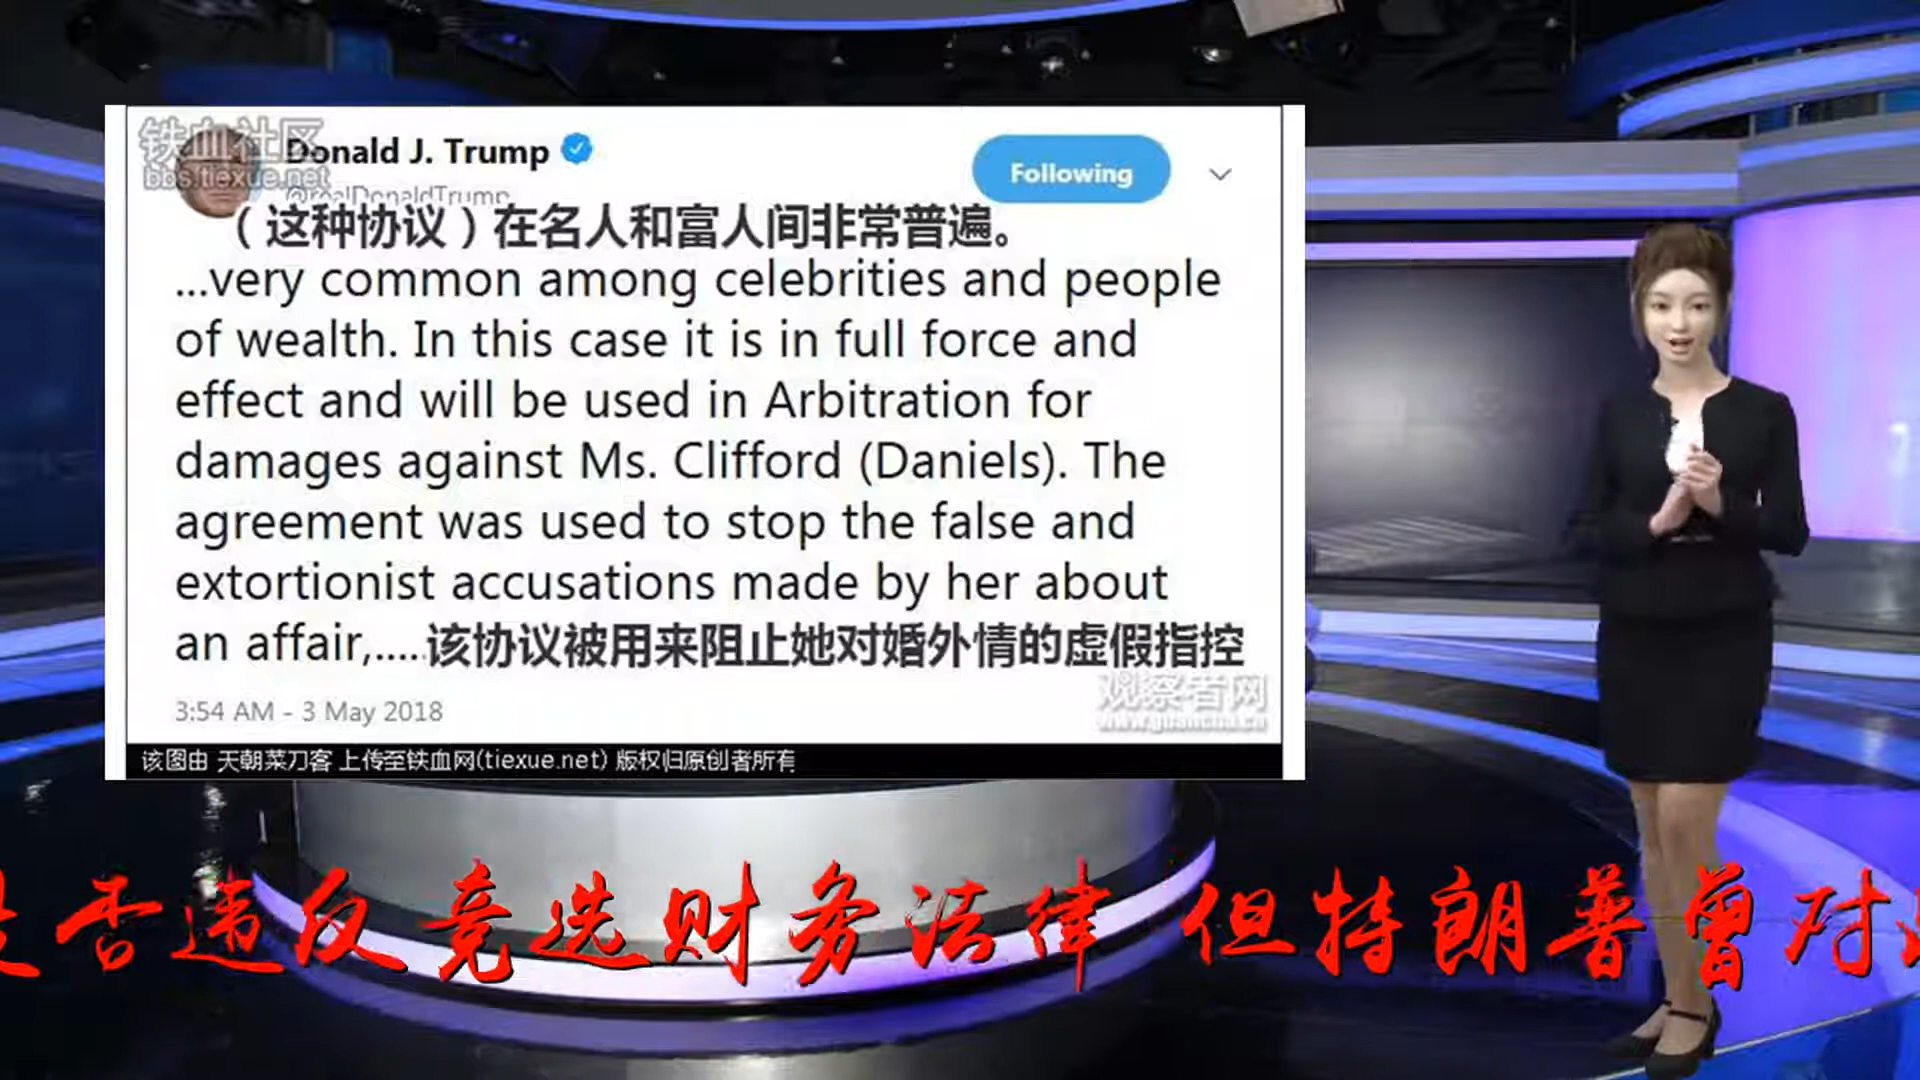 铁血社区
bbs.tiexue.net
Donald J. Trump
@realDonaldTrump
Following
（这种协议）在名人和富人间非常普遍。
...very common among celebrities and people
of wealth. In this case it is in full force and
effect and will be used in Arbitration for
damages against Ms. Clifford (Daniels). The
agreement was used to stop the false and
extortionist accusations made by her about
an affair,.....该协议被用来阻止她对婚外情的虚假指控
观察者网
www.guancha.cn
3:54 AM - 3 May 2018
该图由 天朝菜刀客 上传至铁血网(tiexue.net) 版权归原创者所有
是否违反竞选财务法律 但特朗普曾对